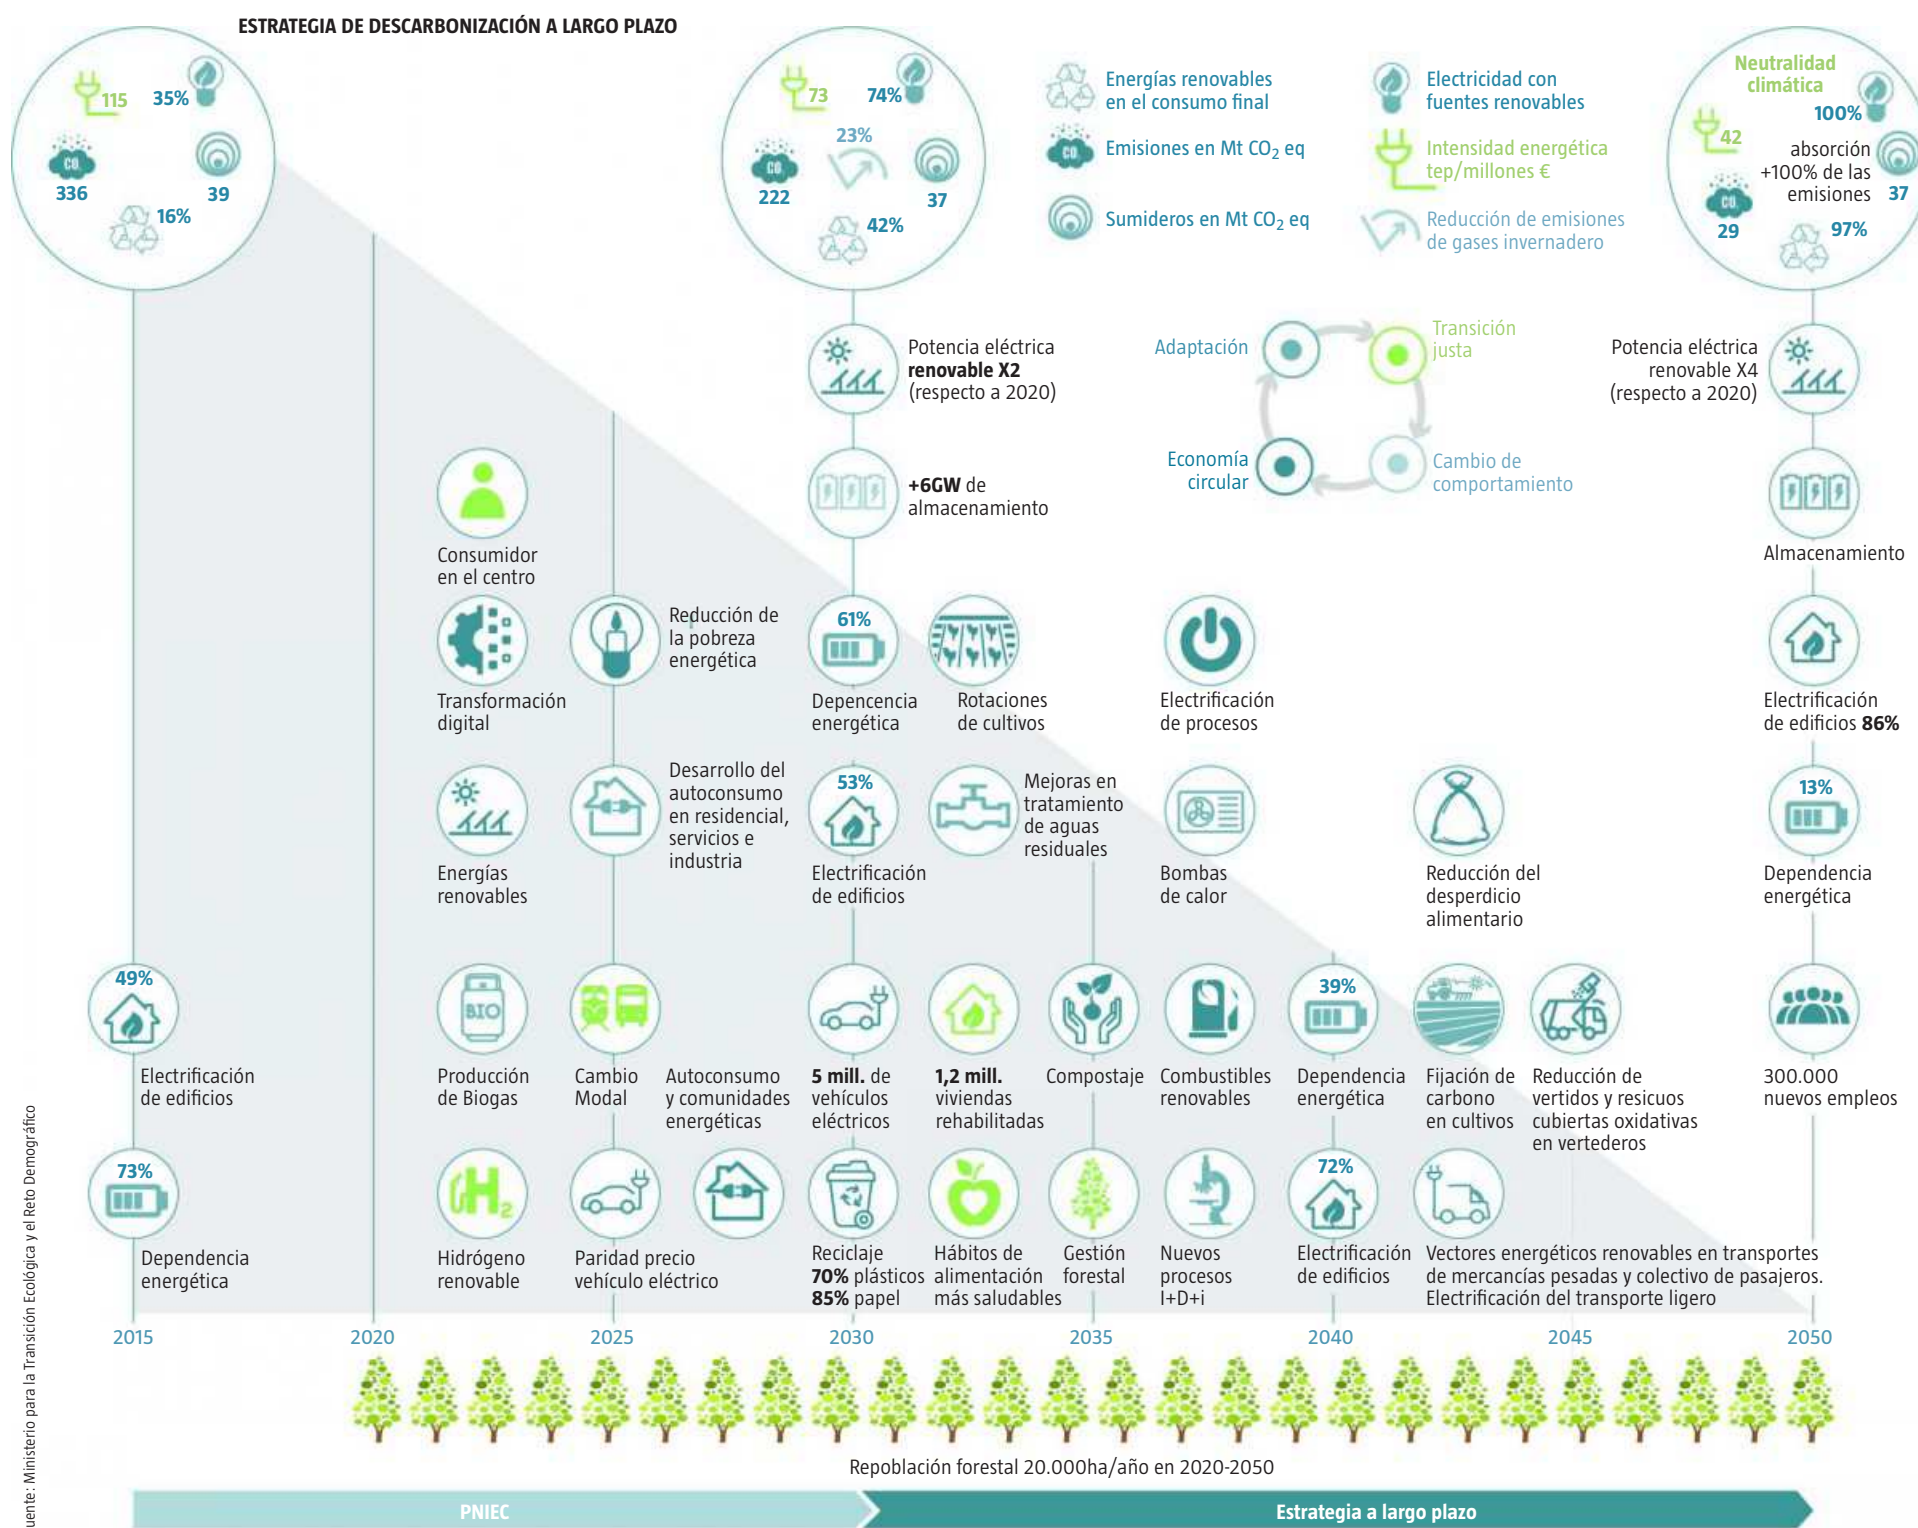 ESTRATEGIA DE DESCARBONIZACIÓN A LARGO PLAZO
115
35%
CO₂
336
39
16%
73
74%
23%
CO₂
222
37
42%
Energías renovables
en el consumo final
CO₂
Emisiones en Mt CO₂ eq
Sumideros en Mt CO₂ eq
Electricidad con
fuentes renovables
Intensidad energética
tep/millones €
Reducción de emisiones
de gases invernadero
Neutralidad
climática
100%
42
absorción
+100% de las
emisiones
37
CO₂
29
97%
Potencia eléctrica
renovable X2
(respecto a 2020)
Adaptación
Transición
justa
Economía
circular
Cambio de
comportamiento
Potencia eléctrica
renovable X4
(respecto a 2020)
Consumidor
en el centro
+6GW de
almacenamiento
Almacenamiento
Transformación
digital
Reducción de
la pobreza
energética
61%
Depencencia
energética
Rotaciones
de cultivos
Electrificación
de procesos
Electrificación
de edificios 86%
Energías
renovables
Desarrollo del
autoconsumo
en residencial,
servicios e
industria
53%
Electrificación
de edificios
Mejoras en
tratamiento
de aguas
residuales
Bombas
de calor
Reducción del
desperdicio
alimentario
13%
Dependencia
energética
49%
Electrificación
de edificios
BIO
Producción
de Biogas
Cambio
Modal
Autoconsumo
y comunidades
energéticas
5 mill. de
vehículos
eléctricos
1,2 mill.
viviendas
rehabilitadas
Compostaje
Combustibles
renovables
39%
Dependencia
energética
Fijación de
carbono
en cultivos
Reducción de
vertidos y resicuos
cubiertas oxidativas
en vertederos
300.000
nuevos empleos
73%
Dependencia
energética
H₂
Hidrógeno
renovable
Paridad precio
vehículo eléctrico
Reciclaje
70% plásticos
85% papel
Hábitos de
alimentación
más saludables
Gestión
forestal
Nuevos
procesos
I+D+i
72%
Electrificación
de edificios
Vectores energéticos renovables en transportes
de mercancías pesadas y colectivo de pasajeros.
Electrificación del transporte ligero
2015
2020
2025
2030
2035
2040
2045
2050
Repoblación forestal 20.000ha/año en 2020-2050
PNIEC
Estrategia a largo plazo
uente: Ministerio para la Transición Ecológica y el Reto Demográfico